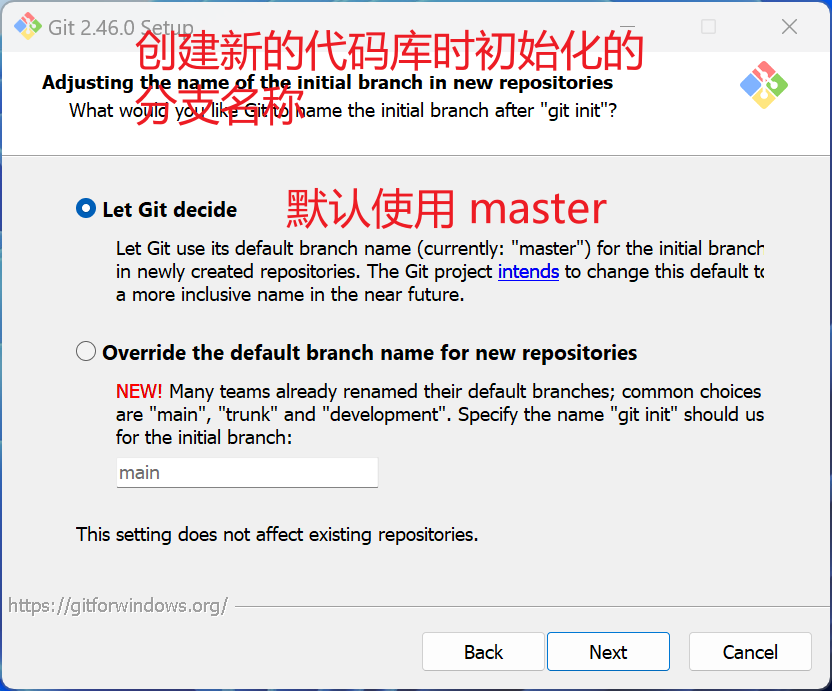 Git 2.46.0 Setup
创建新的代码库时初始化的
分支名称
Adjusting the name of the initial branch in new repositories
What would you like Git to name the initial branch after "git init"?
Let Git decide
默认使用 master
Let Git use its default branch name (currently: "master") for the initial branch
in newly created repositories. The Git project intends to change this default to
a more inclusive name in the near future.
Override the default branch name for new repositories
NEW! Many teams already renamed their default branches; common choices
are "main", "trunk" and "development". Specify the name "git init" should us
for the initial branch:
main
This setting does not affect existing repositories.
https://gitforwindows.org/
Back Next Cancel